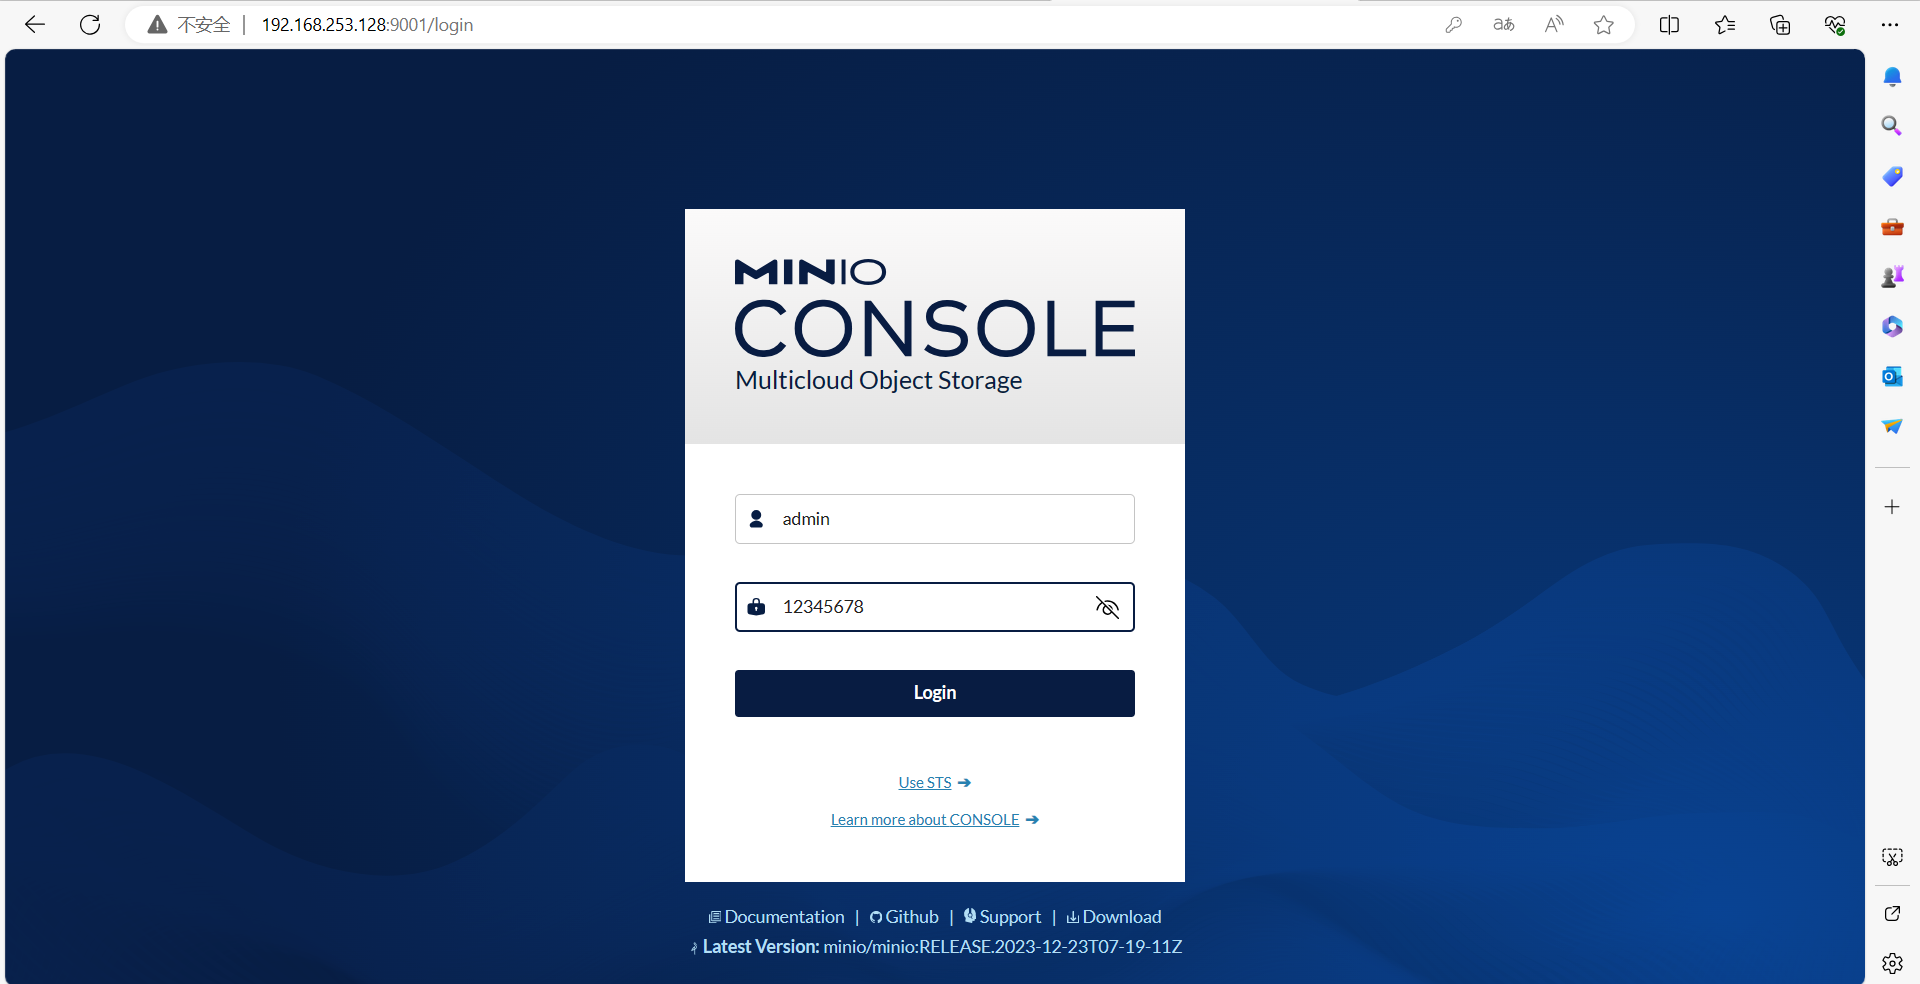 不安全 | 192.168.253.128:9001/login
MINIO
CONSOLE
Multicloud Object Storage
admin
12345678
Login
Use STS ➔
Learn more about CONSOLE ➔
Documentation | Github | Support | Download
Latest Version: minio/minio:RELEASE.2023-12-23T07-19-11Z